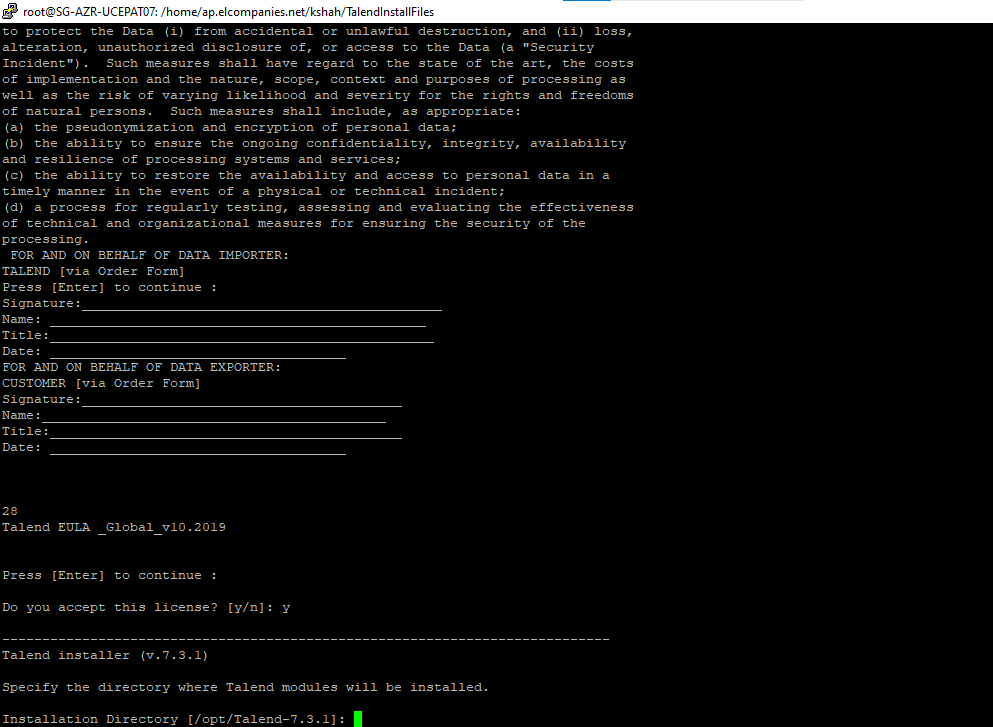 root@SG-AZR-UCEPAT07: /home/ap.elcompanies.net/kshah/TalendInstallFiles
to protect the Data (i) from accidental or unlawful destruction, and (ii) loss,
alteration, unauthorized disclosure of, or access to the Data (a "Security
Incident").  Such measures shall have regard to the state of the art, the costs
of implementation and the nature, scope, context and purposes of processing as
well as the risk of varying likelihood and severity for the rights and freedoms
of natural persons.  Such measures shall include, as appropriate:
(a) the pseudonymization and encryption of personal data;
(b) the ability to ensure the ongoing confidentiality, integrity, availability
and resilience of processing systems and services;
(c) the ability to restore the availability and access to personal data in a
timely manner in the event of a physical or technical incident;
(d) a process for regularly testing, assessing and evaluating the effectiveness
of technical and organizational measures for ensuring the security of the
processing.
FOR AND ON BEHALF OF DATA IMPORTER:
TALEND [via Order Form]
Press [Enter] to continue :
Signature:_____________________________________________
Name: _______________________________________________
Title:________________________________________________
Date: _____________________________________
FOR AND ON BEHALF OF DATA EXPORTER:
CUSTOMER [via Order Form]
Signature:________________________________________
Name:___________________________________________
Title:____________________________________________
Date: _____________________________________
28
Talend EULA _Global_v10.2019
Press [Enter] to continue :
Do you accept this license? [y/n]: y
----------------------------------------------------------------------------
Talend installer (v.7.3.1)
Specify the directory where Talend modules will be installed.
Installation Directory [/opt/Talend-7.3.1]: